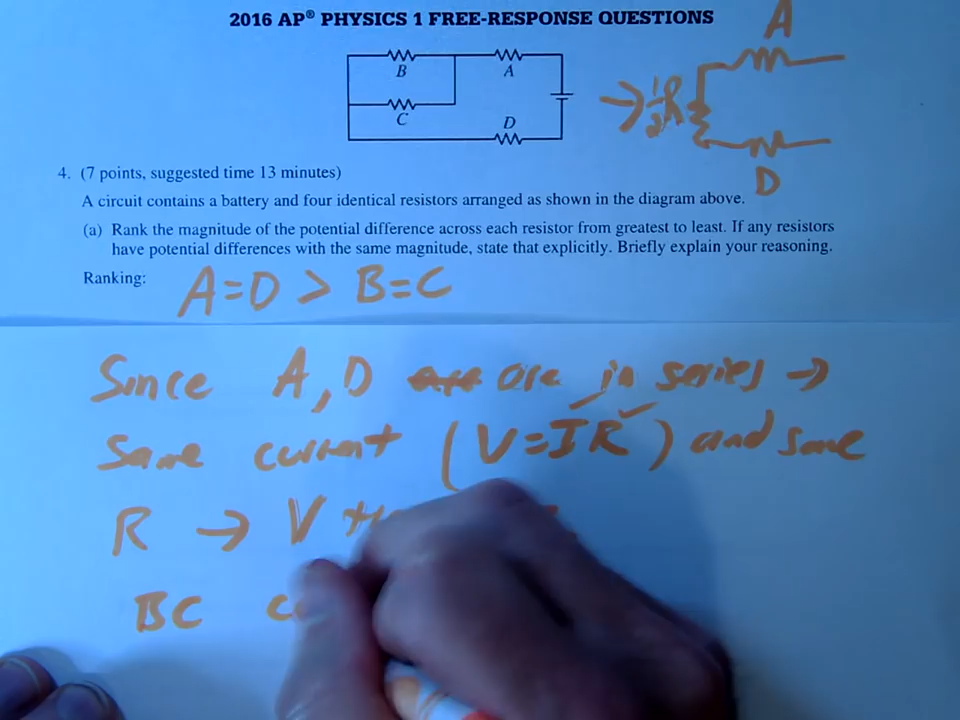 2016 AP® PHYSICS 1 FREE-RESPONSE QUESTIONS
B A
C D
A
→ 1/2 R
D
4. (7 points, suggested time 13 minutes)
A circuit contains a battery and four identical resistors arranged as shown in the diagram above.
(a) Rank the magnitude of the potential difference across each resistor from greatest to least. If any resistors
have potential differences with the same magnitude, state that explicitly. Briefly explain your reasoning.
Ranking: A=D > B=C
Since A, D are in series →
Same current (V=IR) and same
R → V
BC